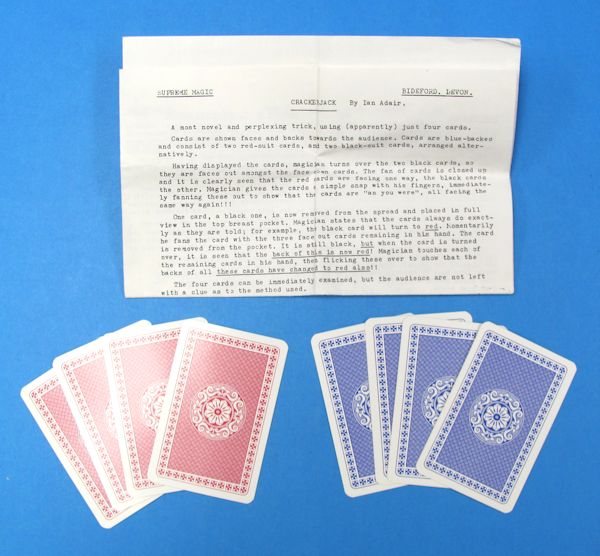 SUPREME MAGIC BIDEFORD, DEVON.
CRACKERJACK By Ian Adair.
A most novel and perplexing trick, using (apparently) just four cards.
Cards are shown faces and backs towards the audience. Cards are blue-backes
and consist of two red-suit cards, and two black-suit cards, arranged alter-
natively.
Having displayed the cards, magician turns over the two black cards, so
they are faces out amongst the face down cards. The fan of cards is closed up
and it is clearly seen that the red cards are facing one way, the black cards
the other. Magician gives the cards a simple snap with his fingers, immediate-
ly fanning these out to show that the cards are "as you were", all facing the
same way again!!!
One card, a black one, is now removed from the spread and placed in full
view in the top breast pocket. Magician states that the cards always do exact-
ly as they are told; for example, the black card will turn to red. Momentarily
he fans the card with the three face out cards remaining in his hand. The card
is removed from the pocket. It is still black, but when the card is turned
over, it is seen that the back of this is now red! Magician touches each of
the remaining cards in his hand, then flicking these over to show that the
backs of all these cards have changed to red also!!
The four cards can be immediately examined, but the audience are not left
with a clue as to the method used.